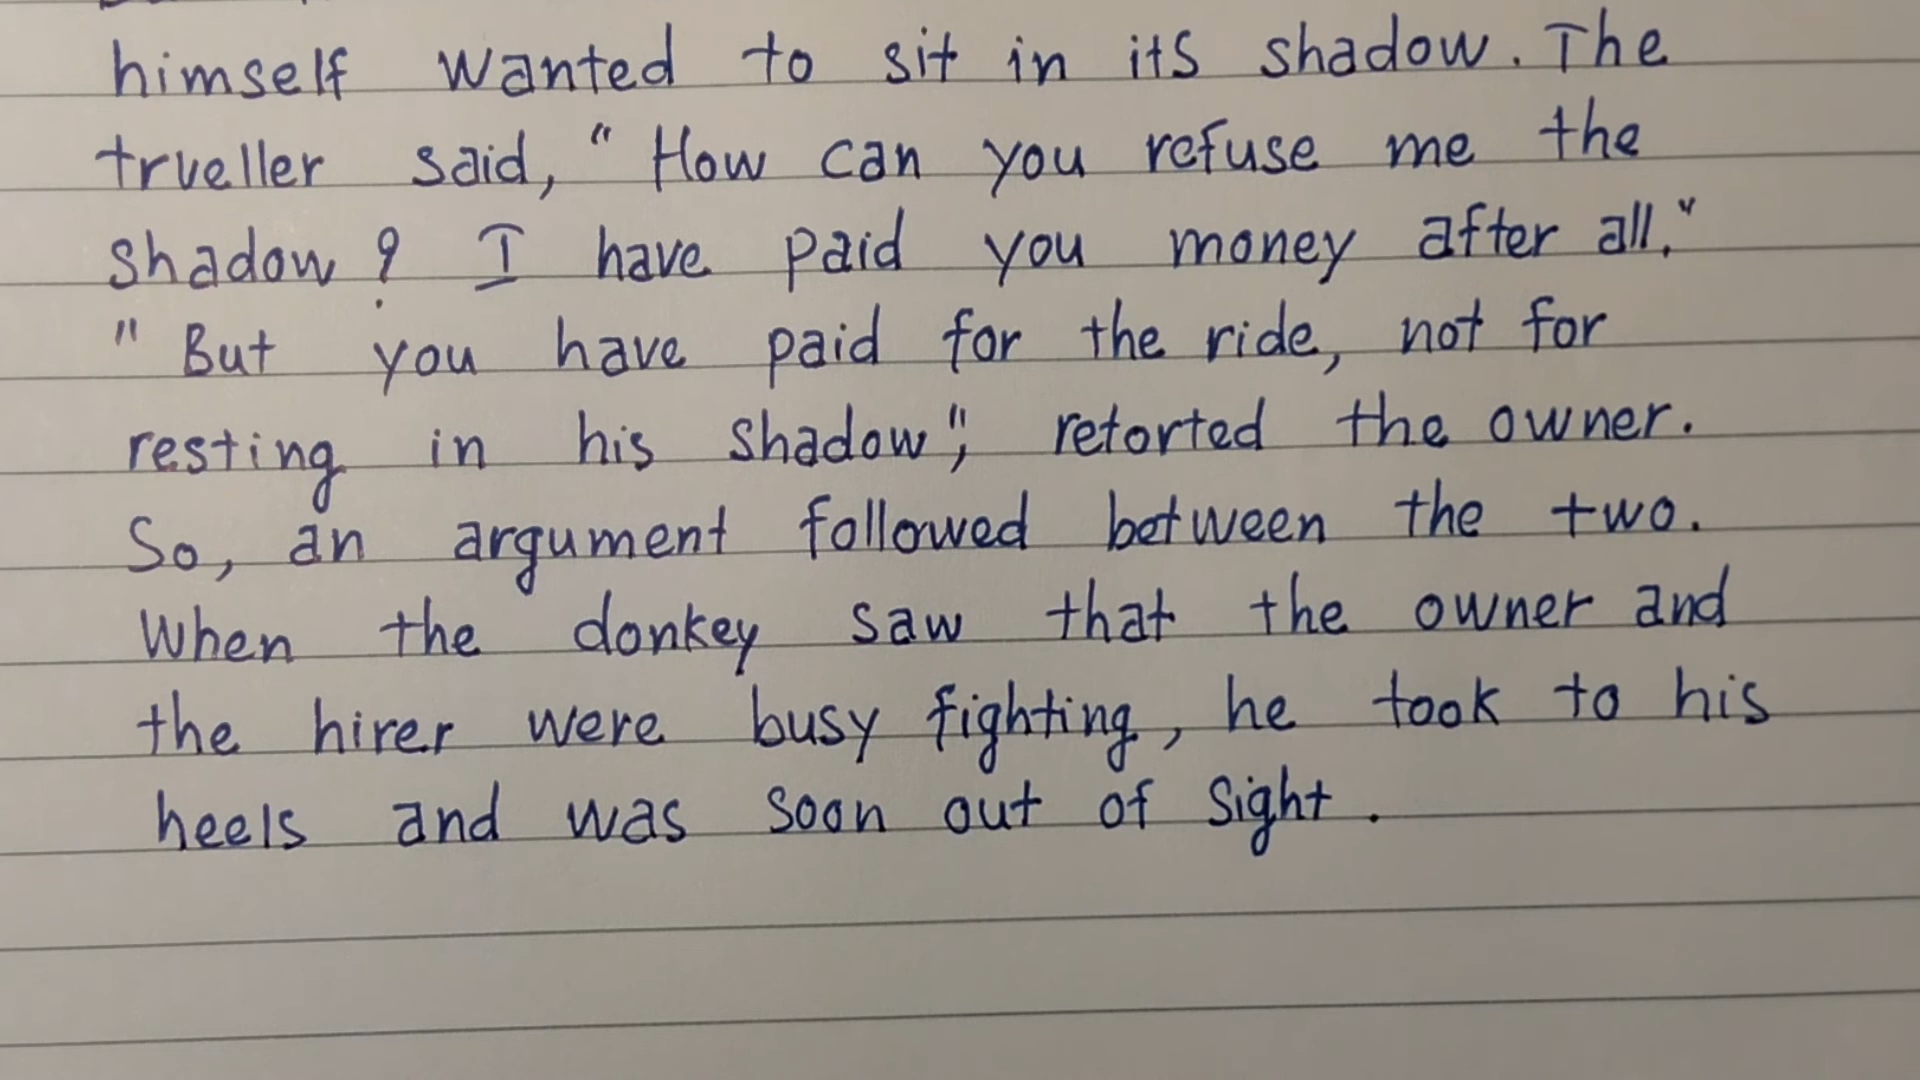 himself wanted to sit in its shadow. The
trveller said, "How can you refuse me the
shadow? I have paid you money after all."
"But you have paid for the ride, not for
resting in his shadow", retorted the owner.
So, an argument followed between the two.
When the donkey saw that the owner and
the hirer were busy fighting, he took to his
heels and was soon out of sight.